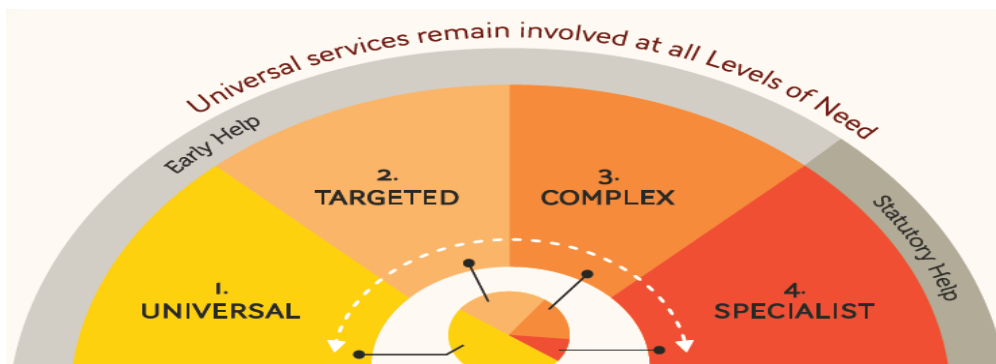 Universal services remain involved at all Levels of Need
Early Help
Statutory Help
1.
UNIVERSAL
2.
TARGETED
3.
COMPLEX
4.
SPECIALIST